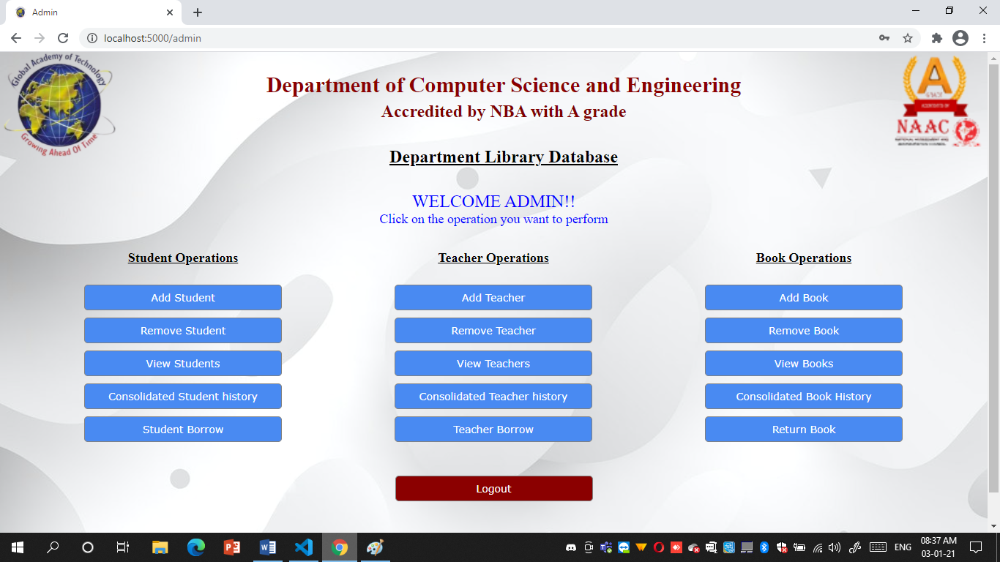 Admin
localhost:5000/admin
Global Academy of Technology
Growing Ahead Of Time
Department of Computer Science and Engineering
Accredited by NBA with A grade
A
GRADE
ACCREDITED BY
NAAC
Department Library Database
WELCOME ADMIN!!
Click on the operation you want to perform
Student Operations
Teacher Operations
Book Operations
Add Student
Add Teacher
Add Book
Remove Student
Remove Teacher
Remove Book
View Students
View Teachers
View Books
Consolidated Student history
Consolidated Teacher history
Consolidated Book History
Student Borrow
Teacher Borrow
Return Book
Logout
ENG
08:37 AM
03-01-21